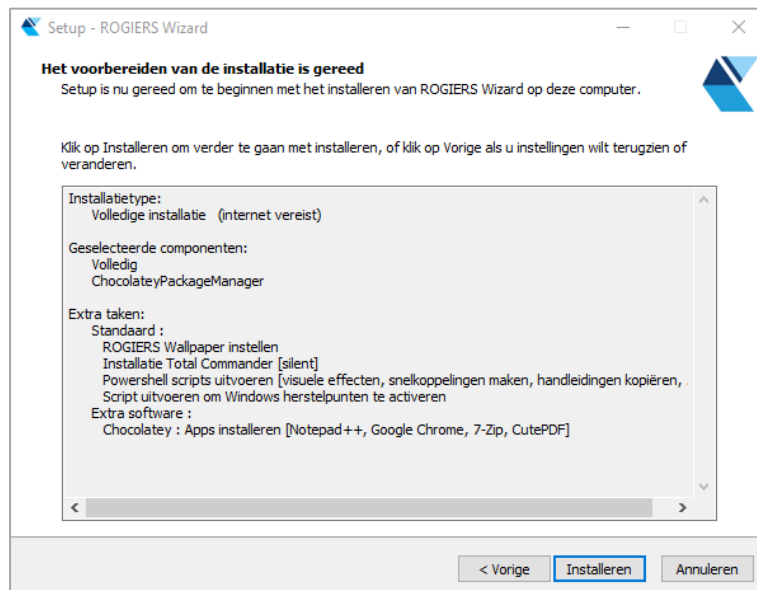 Setup - ROGIERS Wizard
Het voorbereiden van de installatie is gereed
Setup is nu gereed om te beginnen met het installeren van ROGIERS Wizard op deze computer.
Klik op Installeren om verder te gaan met installeren, of klik op Vorige als u instellingen wilt terugzien of
veranderen.
Installatietype:
Volledige installatie (internet vereist)
Geselecteerde componenten:
Volledig
ChocolateyPackageManager
Extra taken:
Standaard :
ROGIERS Wallpaper instellen
Installatie Total Commander [silent]
Powershell scripts uitvoeren [visuele effecten, snelkoppelingen maken, handleidingen kopiëren, .
Script uitvoeren om Windows herstelpunten te activeren
Extra software :
Chocolatey : Apps installeren [Notepad++, Google Chrome, 7-Zip, CutePDF]
< Vorige
Installeren
Annuleren